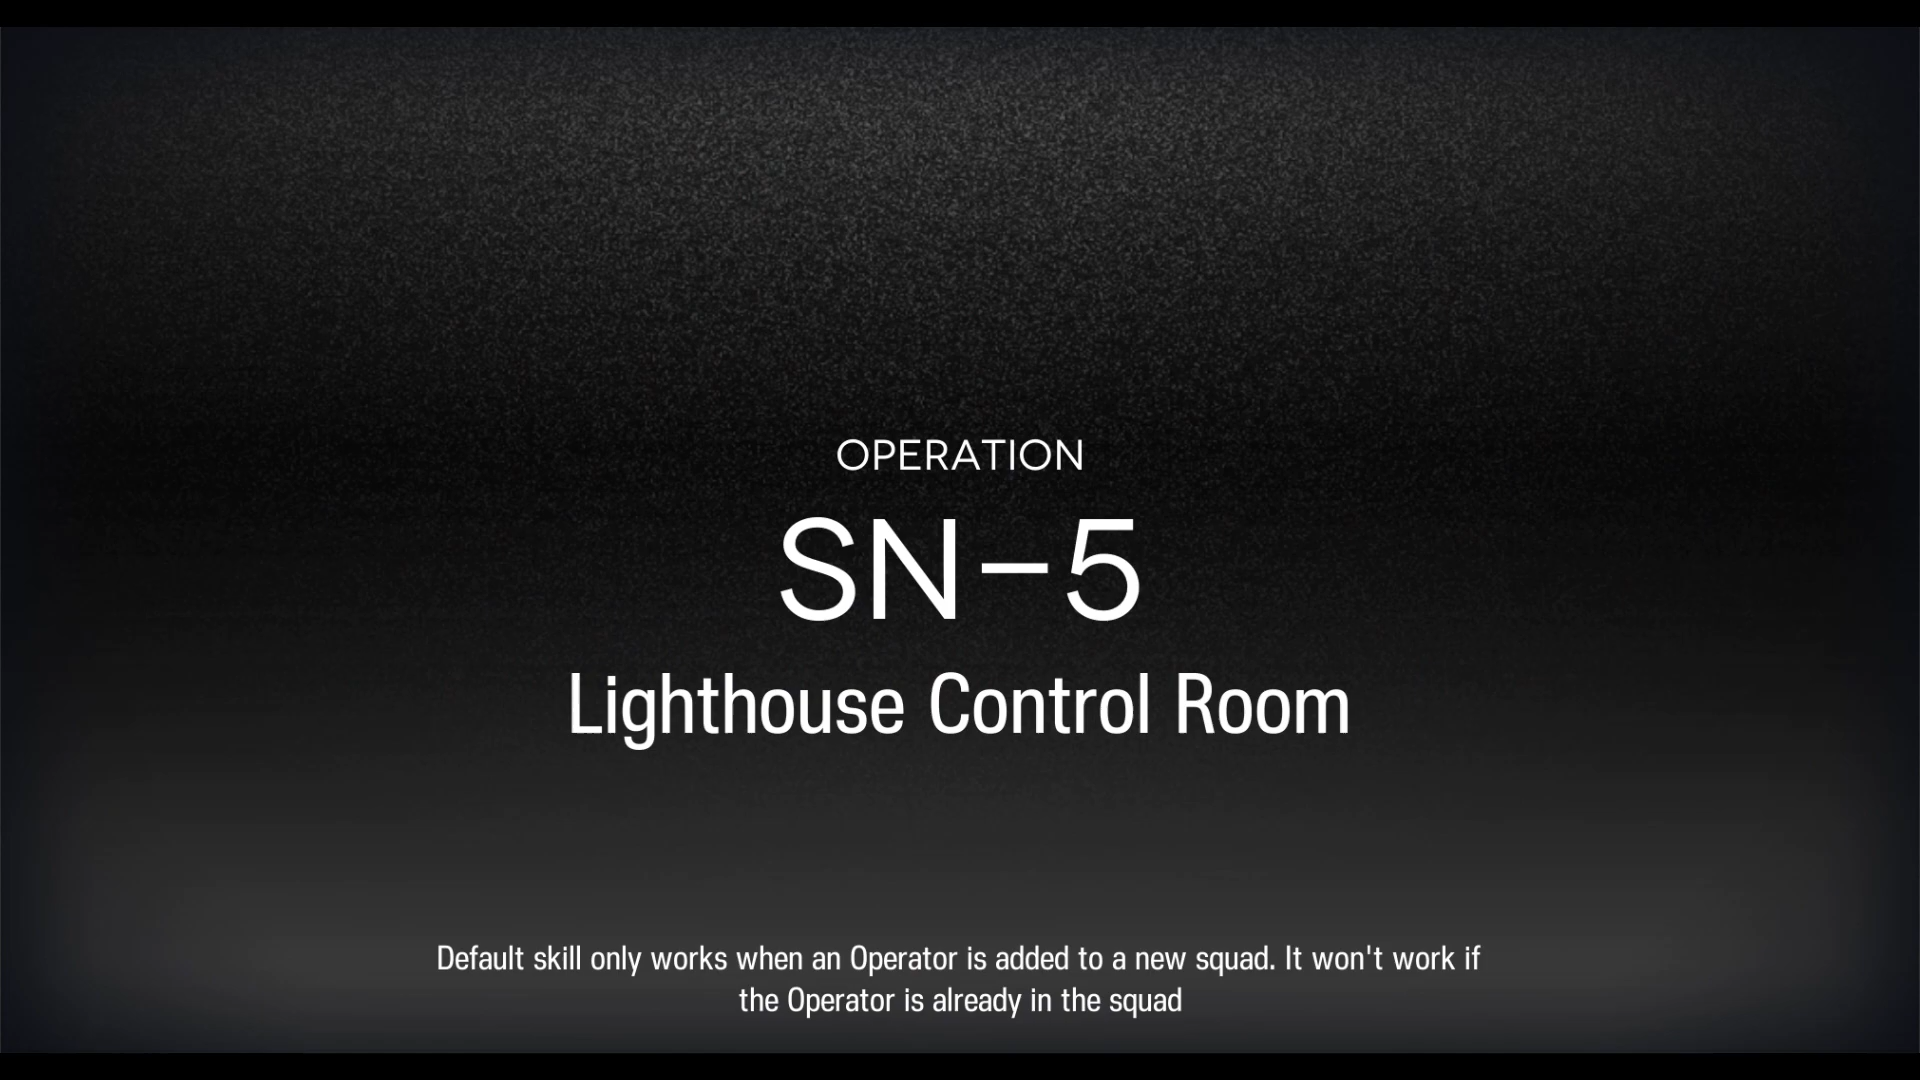 OPERATION
SN-5
Lighthouse Control Room
Default skill only works when an Operator is added to a new squad. It won't work if
the Operator is already in the squad